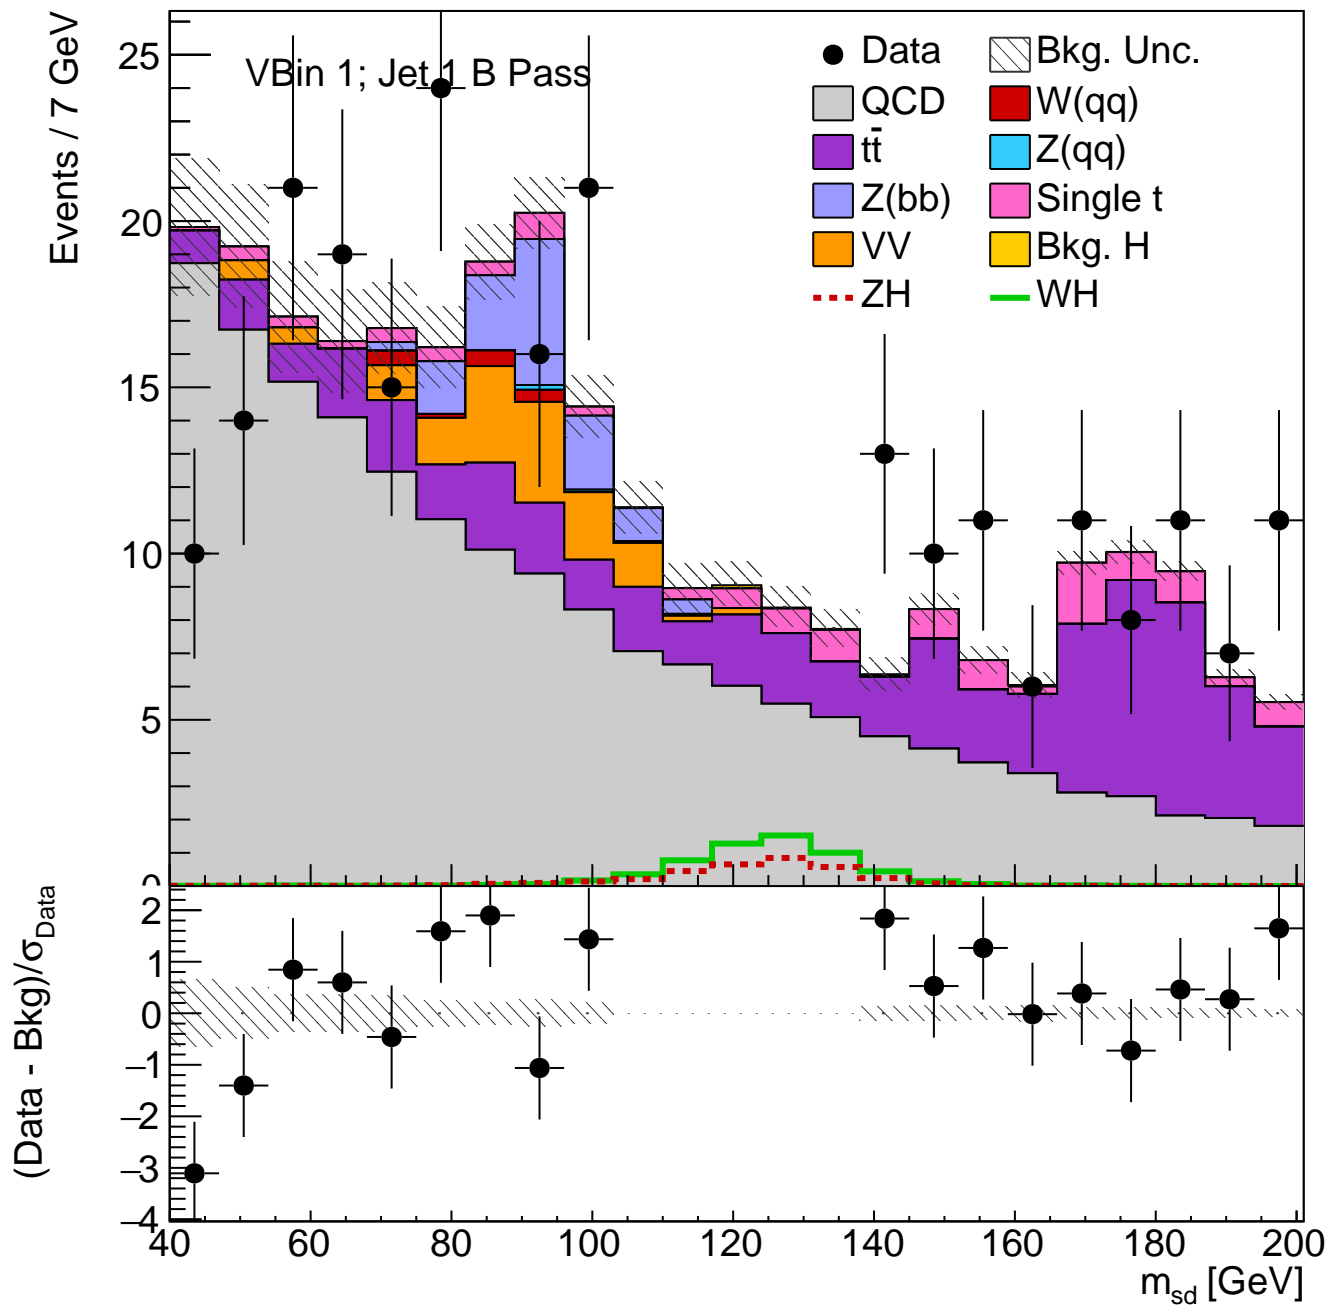 Events / 7 GeV
VBin 1; Jet 1 B Pass
Data
Bkg. Unc.
QCD
W(qq)
tt̄
Z(qq)
Z(bb)
Single t
VV
Bkg. H
ZH
WH
25
20
15
10
5
0
(Data - Bkg)/σData
2
1
0
−1
−2
−3
−4
40 60 80 100 120 140 160 180 200
msd [GeV]